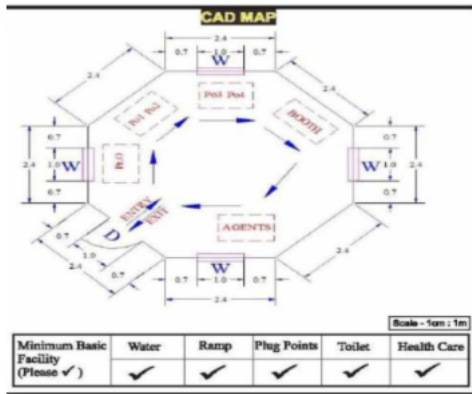 CAD MAP
2.4
0.7 1.0 0.7
W
2.4
Po1 Po2
Po3 Po4
BOOTH
0.7
2.4 1.0
0.7
W
PLO
0.7
1.0 2.4
0.7
W
ENTRY
EXIT
D
AGENTS
0.7
1.0
2.4 0.7
W
0.7 1.0 0.7
2.4
2.4
Scale - 1cm : 1m
Minimum Basic Facility (Please ✓) Water Ramp Plug Points Toilet Health Care
✓ ✓ ✓ ✓ ✓